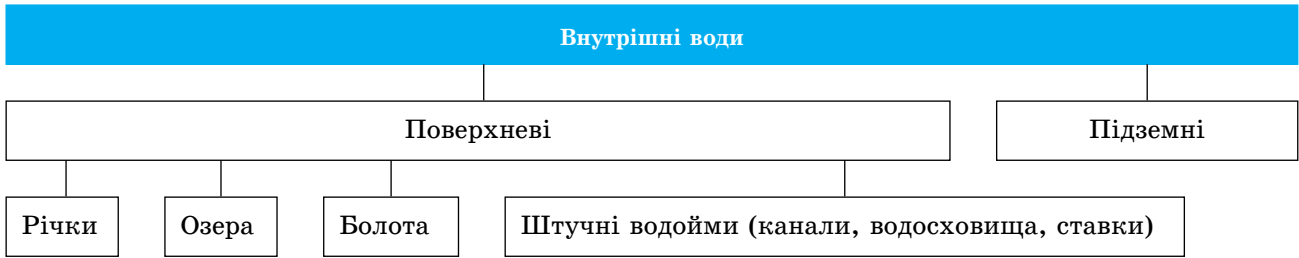 Внутрішні води
Поверхневі
Підземні
Річки
Озера
Болота
Штучні водойми (канали, водосховища, ставки)